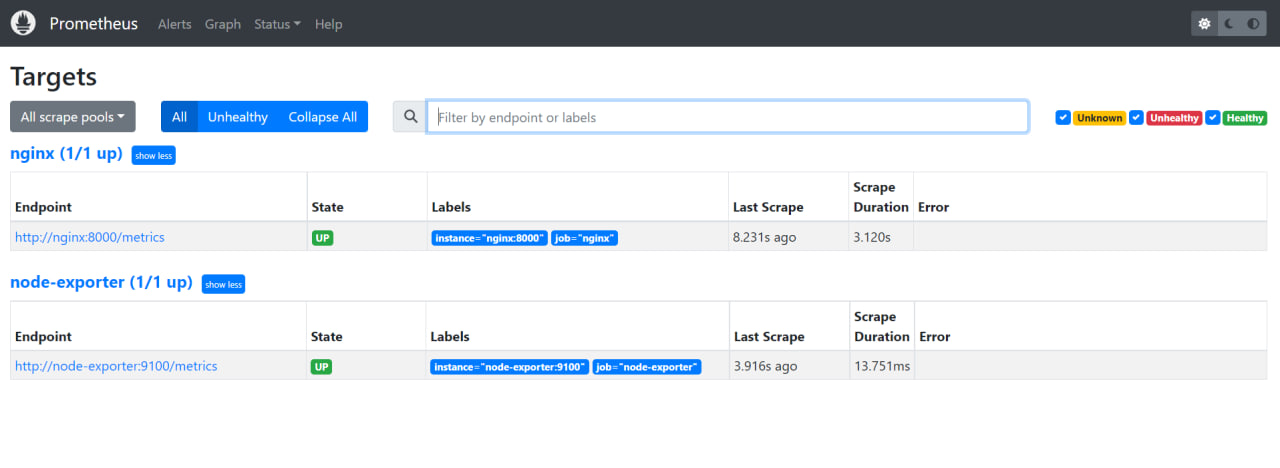 Prometheus Alerts Graph Status Help
Targets
All scrape pools All Unhealthy Collapse All Filter by endpoint or labels Unknown Unhealthy Healthy
nginx (1/1 up) show less
Endpoint State Labels Last Scrape Scrape Duration Error
http://nginx:8000/metrics UP instance="nginx:8000" job="nginx" 8.231s ago 3.120s
node-exporter (1/1 up) show less
Endpoint State Labels Last Scrape Scrape Duration Error
http://node-exporter:9100/metrics UP instance="node-exporter:9100" job="node-exporter" 3.916s ago 13.751ms